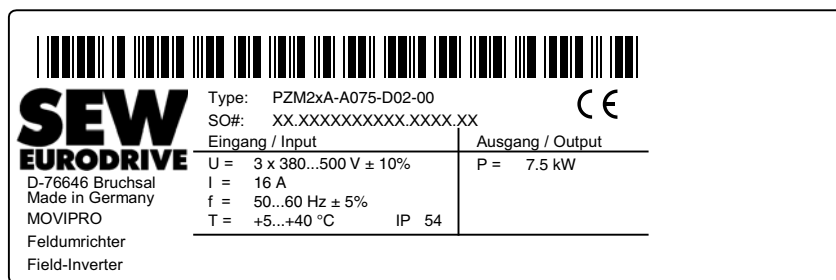 SEW
EURODRIVE
D-76646 Bruchsal
Made in Germany
MOVIPRO
Feldumrichter
Field-Inverter
Type: PZM2xA-A075-D02-00
SO#: XX.XXXXXXXXXX.XXXX.XX
CE
Eingang / Input
U = 3 x 380...500 V ± 10%
I = 16 A
f = 50...60 Hz ± 5%
T = +5...+40 °C IP 54
Ausgang / Output
P = 7.5 kW